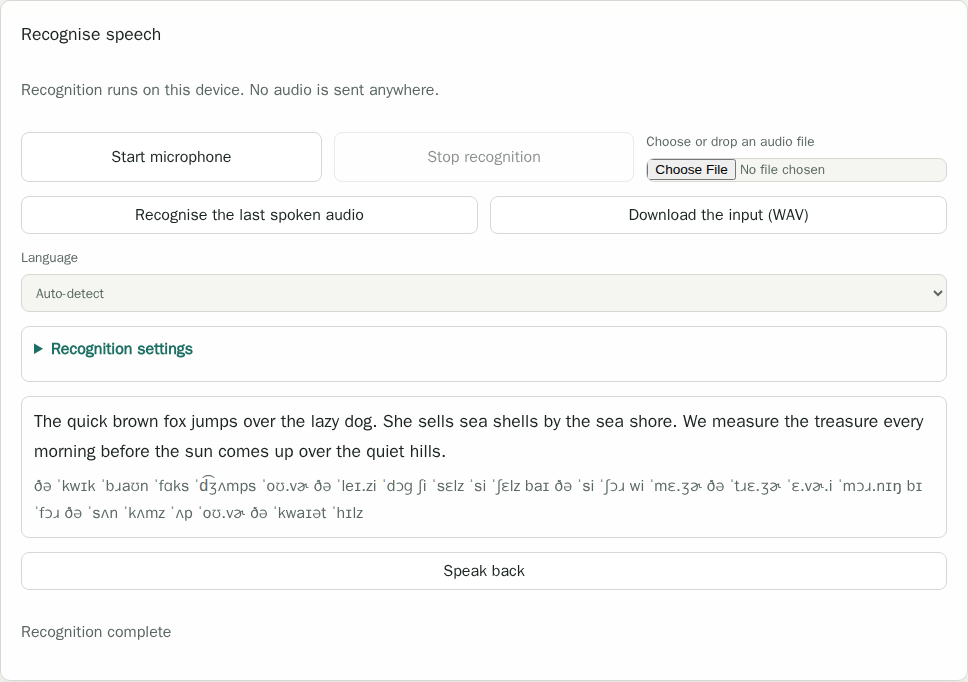 Recognise speech
Recognition runs on this device. No audio is sent anywhere.
Start microphone
Stop recognition
Choose or drop an audio file
Choose File No file chosen
Recognise the last spoken audio
Download the input (WAV)
Language
Auto-detect
Recognition settings
The quick brown fox jumps over the lazy dog. She sells sea shells by the sea shore. We measure the treasure every
morning before the sun comes up over the quiet hills.
ðə ˈkwɪk ˈbɹaʊn ˈfɑks ˈd͡ʒʌmps ˈoʊ.vɚ ðə ˈleɪ.zi ˈdɔɡ ʃi ˈsɛlz ˈsi ˈʃɛlz baɪ ðə ˈsi ˈʃɔɹ wi ˈmɛ.ʒɚ ðə ˈtɹɛ.ʒɚ ˈɛ.vɚ.i ˈmɔɹ.nɪŋ bɪ
ˈfɔɹ ðə ˈsʌn ˈkʌmz ˈʌp ˈoʊ.vɚ ðə ˈkwaɪət ˈhɪlz
Speak back
Recognition complete